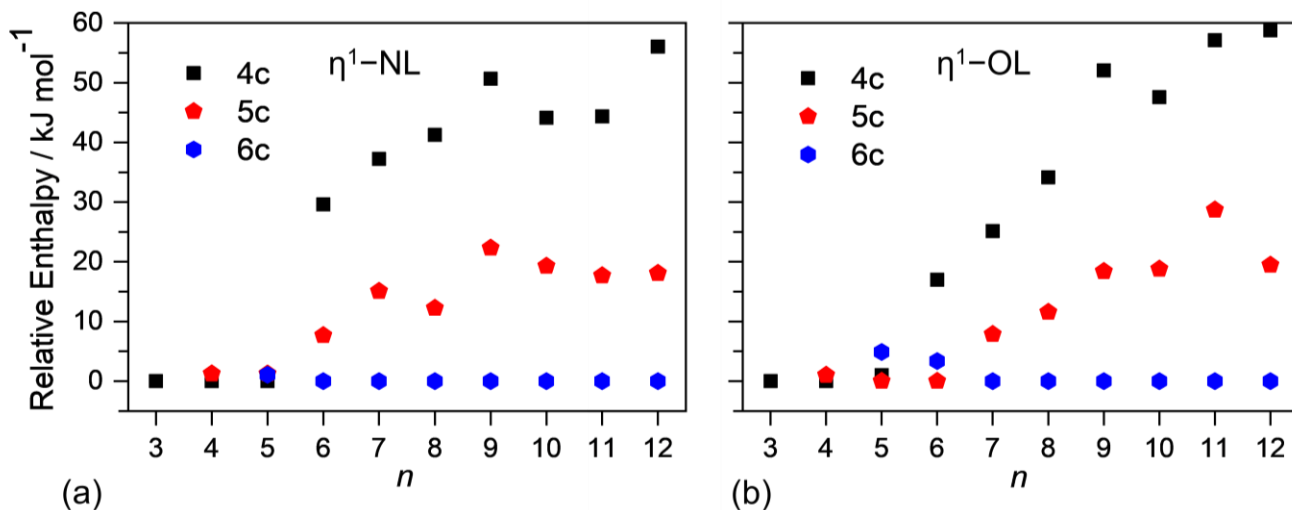 Relative Enthalpy / kJ mol⁻¹
60
50
40
30
20
10
0
η¹−NL
4c
5c
6c
3 4 5 6 7 8 9 10 11 12
n
(a)
η¹−OL
4c
5c
6c
3 4 5 6 7 8 9 10 11 12
n
(b)